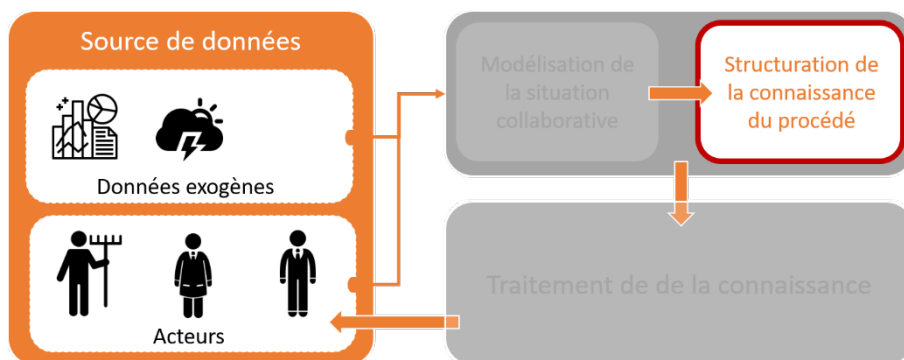 Source de données
Données exogènes
Acteurs
Modélisation de
la situation
collaborative
Structuration de
la connaissance
du procédé
Traitement de de la connaissance